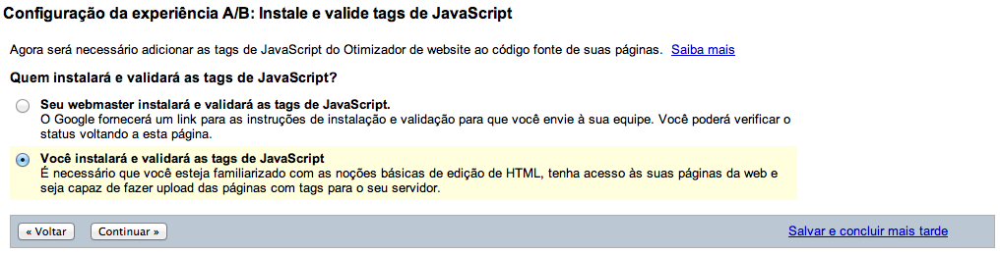 Configuração da experiência A/B: Instale e valide tags de JavaScript
Agora será necessário adicionar as tags de JavaScript do Otimizador de website ao código fonte de suas páginas. Saiba mais
Quem instalará e validará as tags de JavaScript?
Seu webmaster instalará e validará as tags de JavaScript.
O Google fornecerá um link para as instruções de instalação e validação para que você envie à sua equipe. Você poderá verificar o
status voltando a esta página.
Você instalará e validará as tags de JavaScript
É necessário que você esteja familiarizado com as noções básicas de edição de HTML, tenha acesso às suas páginas da web e
seja capaz de fazer upload das páginas com tags para o seu servidor.
« Voltar Continuar » Salvar e concluir mais tarde